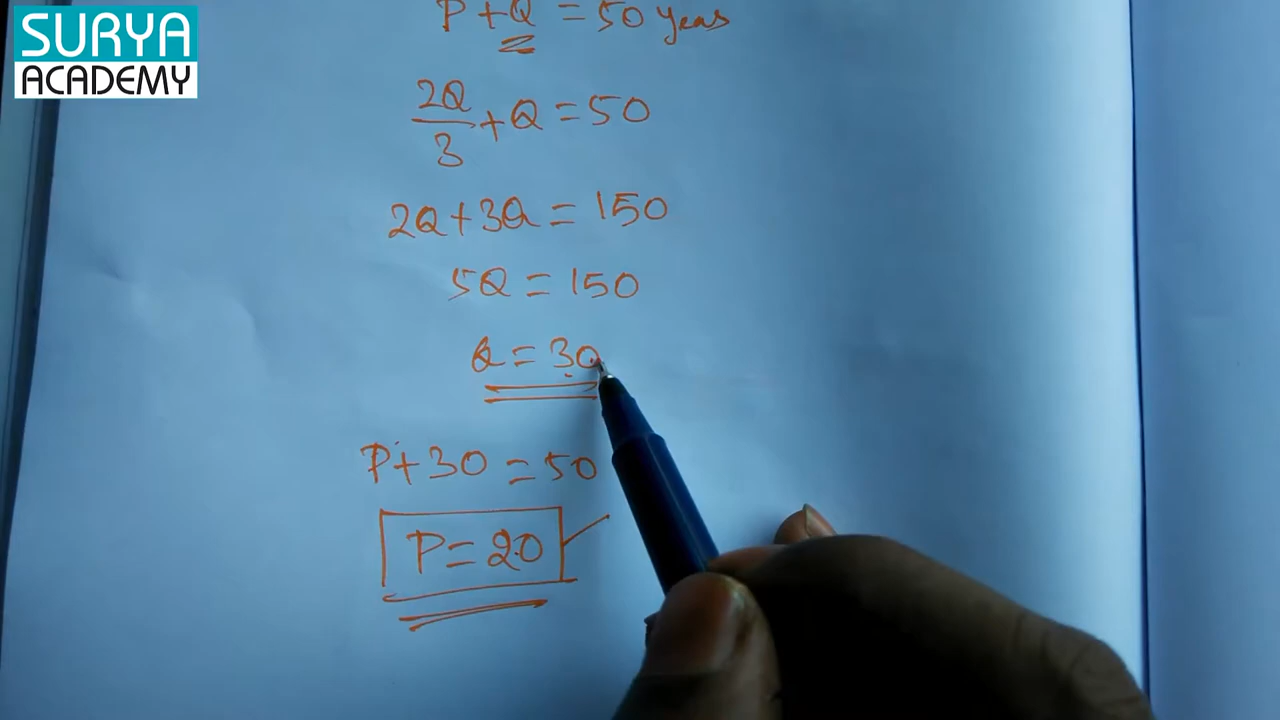 SURYA
ACADEMY
P + Q = 50 years
2Q/3 + Q = 50
2Q + 3Q = 150
5Q = 150
Q = 30
P + 30 = 50
P = 20